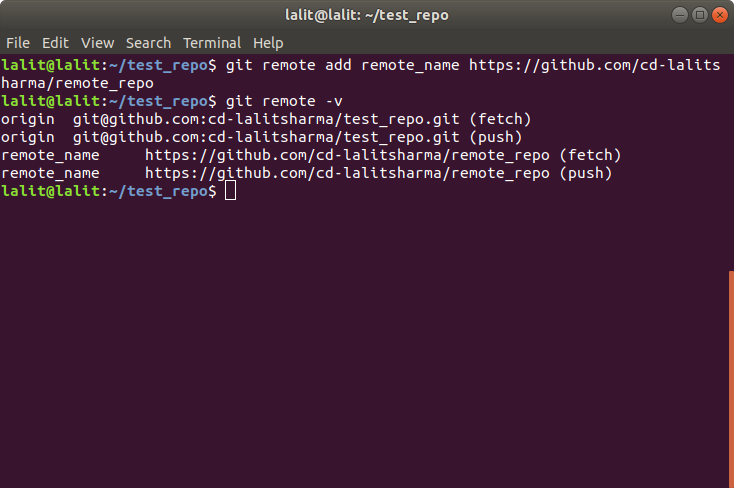 lalit@lalit: ~/test_repo
File Edit View Search Terminal Help
lalit@lalit:~/test_repo$ git remote add remote_name https://github.com/cd-lalits
harma/remote_repo
lalit@lalit:~/test_repo$ git remote -v
origin  git@github.com:cd-lalitsharma/test_repo.git (fetch)
origin  git@github.com:cd-lalitsharma/test_repo.git (push)
remote_name     https://github.com/cd-lalitsharma/remote_repo (fetch)
remote_name     https://github.com/cd-lalitsharma/remote_repo (push)
lalit@lalit:~/test_repo$